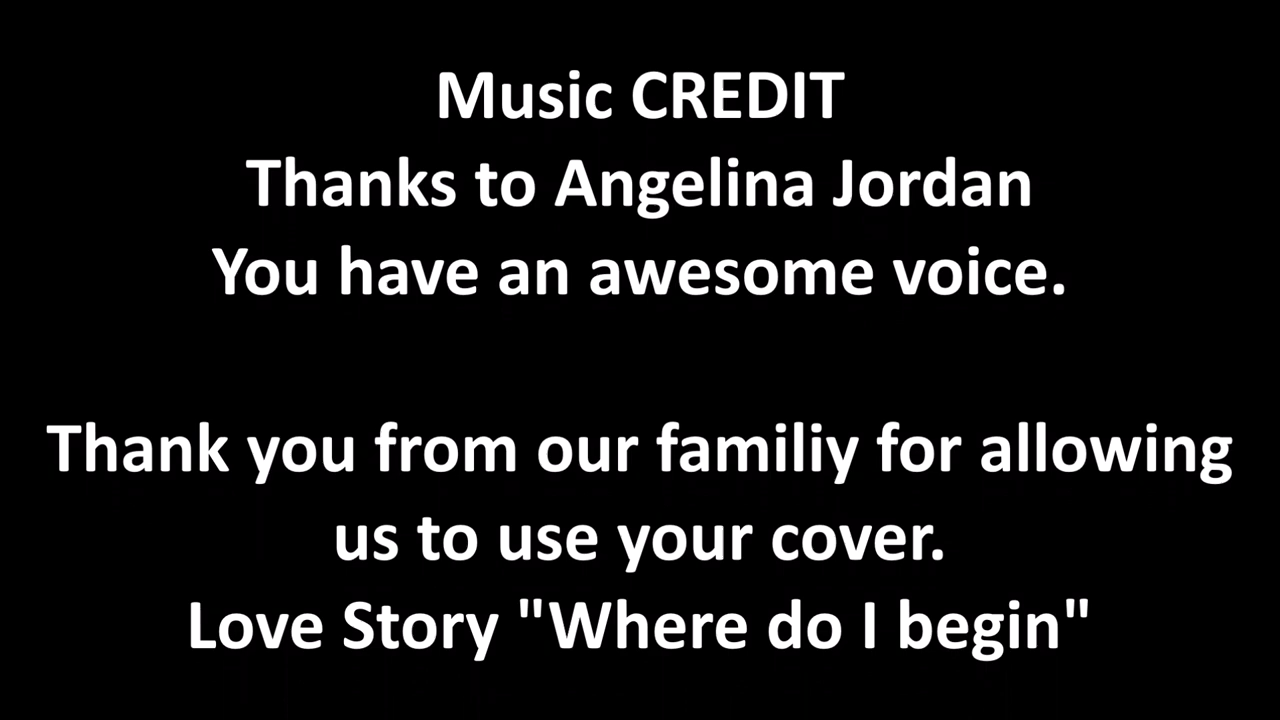 Music CREDIT
Thanks to Angelina Jordan
You have an awesome voice.
Thank you from our familiy for allowing
us to use your cover.
Love Story "Where do I begin"